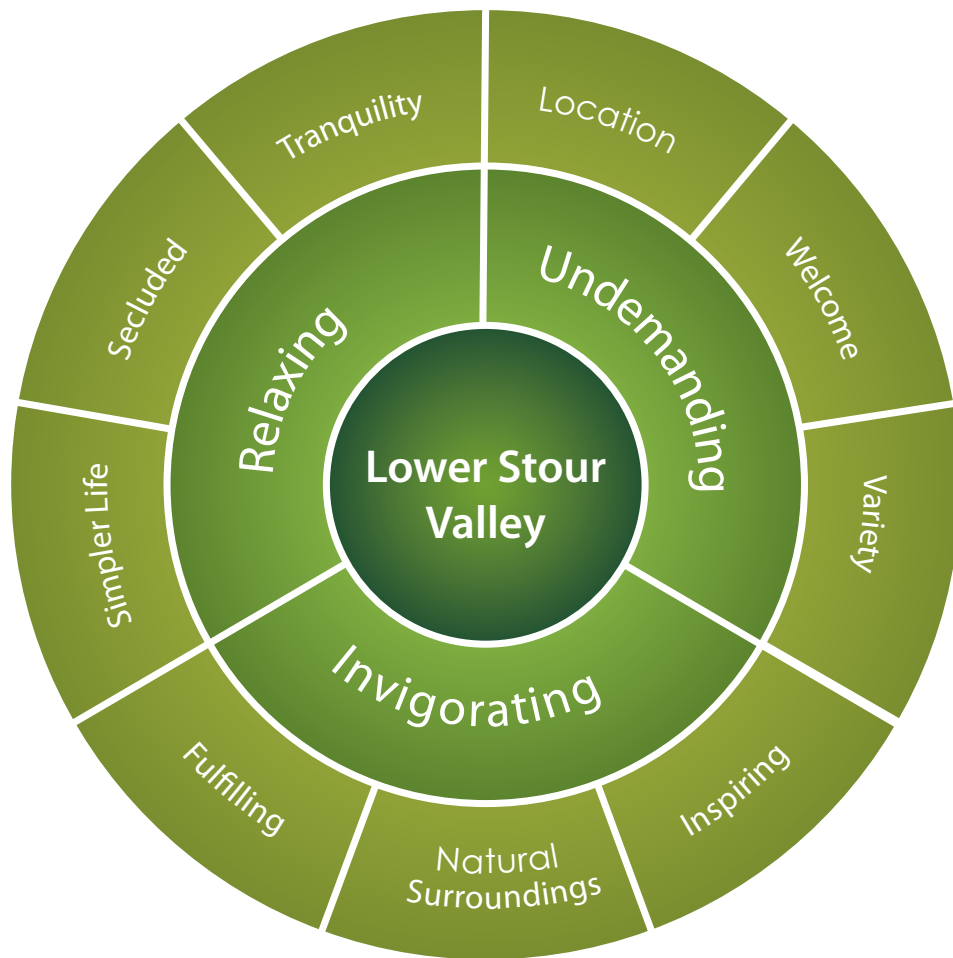 Lower Stour
Valley
Relaxing
Undemanding
Invigorating
Tranquility
Location
Welcome
Variety
Inspiring
Natural
Surroundings
Fulfilling
Simpler Life
Secluded